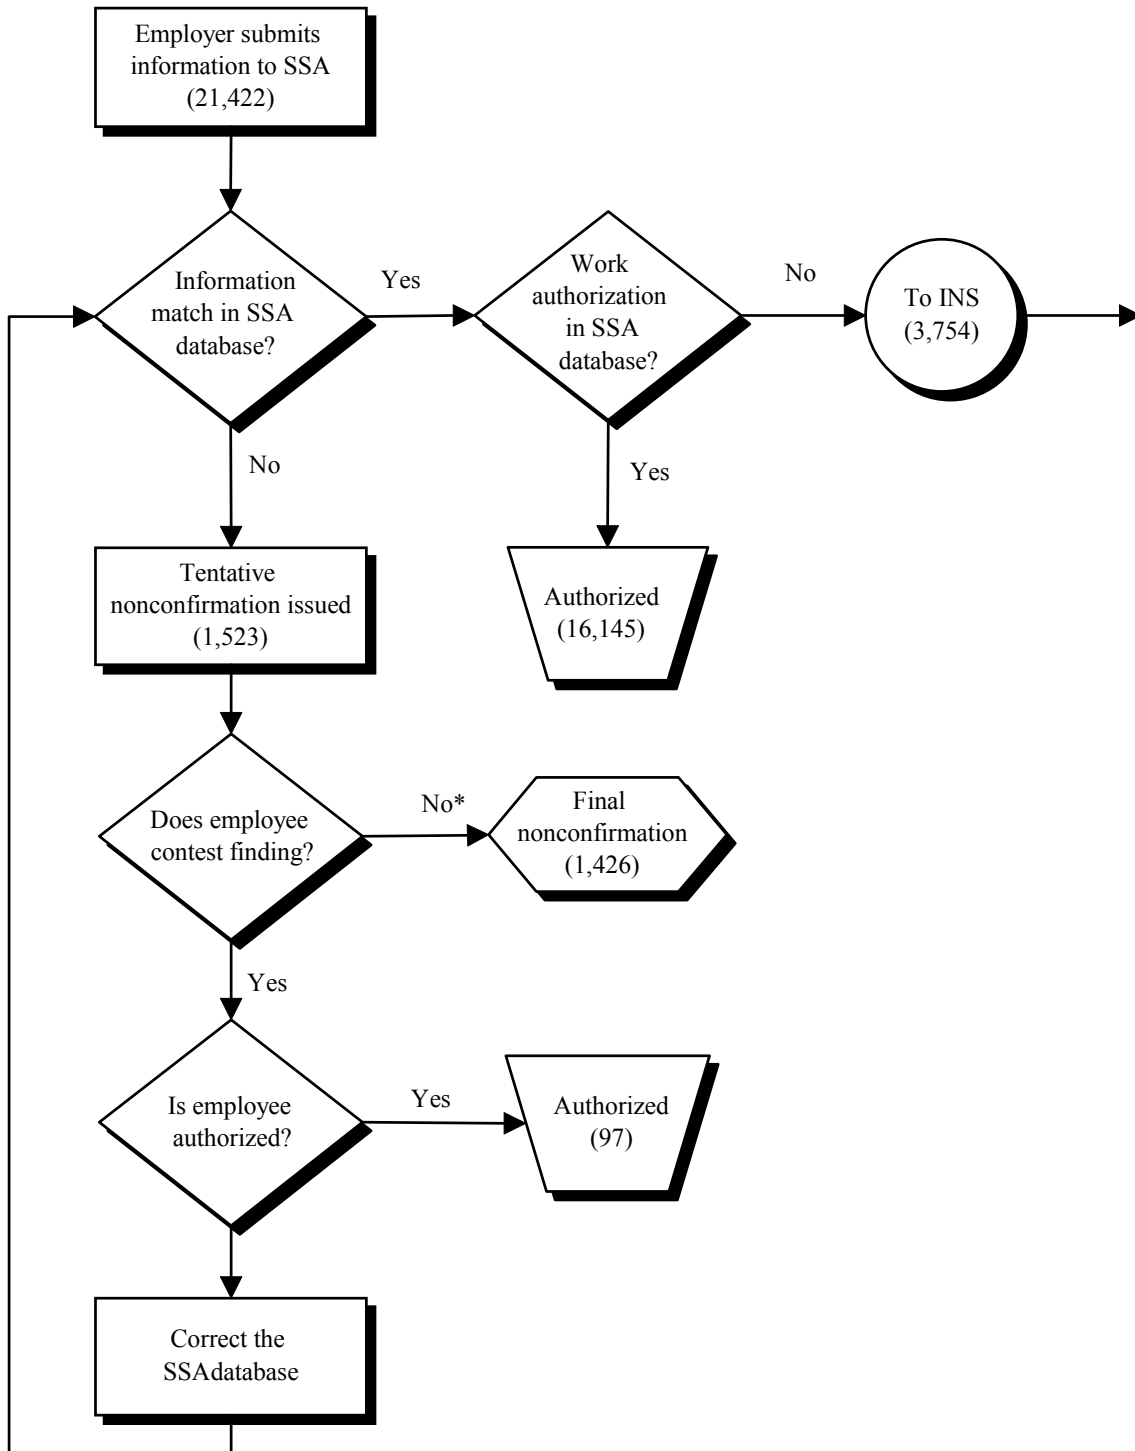 Employer submits
information to SSA
(21,422)
Information
match in SSA
database?
Yes
Work
authorization
in SSA
database?
No
To INS
(3,754)
No
Yes
Tentative
nonconfirmation issued
(1,523)
Authorized
(16,145)
Does employee
contest finding?
No*
Final
nonconfirmation
(1,426)
Yes
Is employee
authorized?
Yes
Authorized
(97)
Correct the
SSAdatabase